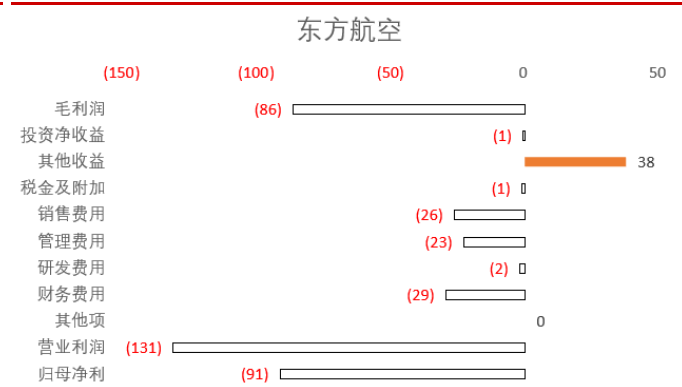 东方航空
(150) (100) (50) 0 50
毛利润 (86)
投资净收益 (1)
其他收益 38
税金及附加 (1)
销售费用 (26)
管理费用 (23)
研发费用 (2)
财务费用 (29)
其他项 0
营业利润 (131)
归母净利 (91)